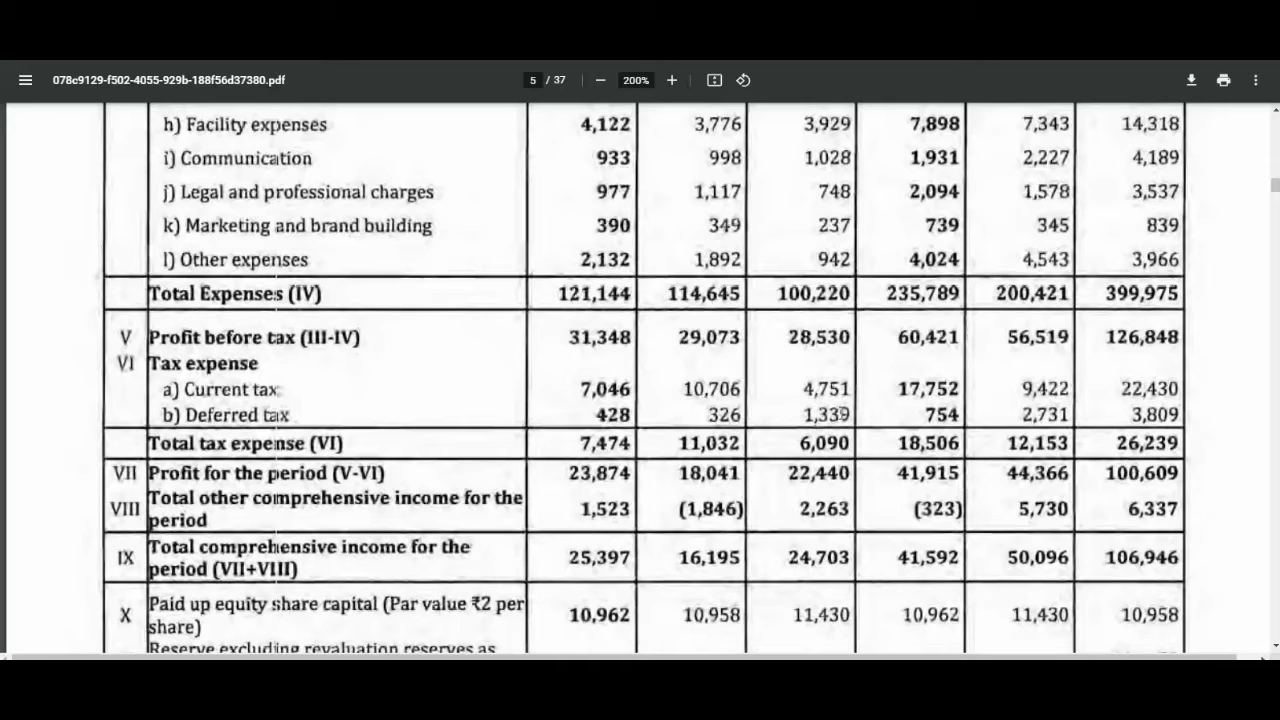 078c9129-f502-4055-929b-188f56d37380.pdf 5 / 37 200%
h) Facility expenses 4,122 3,776 3,929 7,898 7,343 14,318
i) Communication 933 998 1,028 1,931 2,227 4,189
j) Legal and professional charges 977 1,117 748 2,094 1,578 3,537
k) Marketing and brand building 390 349 237 739 345 839
l) Other expenses 2,132 1,892 942 4,024 4,543 3,966
Total Expenses (IV) 121,144 114,645 100,220 235,789 200,421 399,975
V Profit before tax (III-IV) 31,348 29,073 28,530 60,421 56,519 126,848
VI Tax expense
a) Current tax 7,046 10,706 4,751 17,752 9,422 22,430
b) Deferred tax 428 326 1,339 754 2,731 3,809
Total tax expense (VI) 7,474 11,032 6,090 18,506 12,153 26,239
VII Profit for the period (V-VI) 23,874 18,041 22,440 41,915 44,366 100,609
VIII Total other comprehensive income for the
period 1,523 (1,846) 2,263 (323) 5,730 6,337
IX Total comprehensive income for the
period (VII+VIII) 25,397 16,195 24,703 41,592 50,096 106,946
X Paid up equity share capital (Par value ₹2 per
share) 10,962 10,958 11,430 10,962 11,430 10,958
Reserve excluding revaluation reserves as